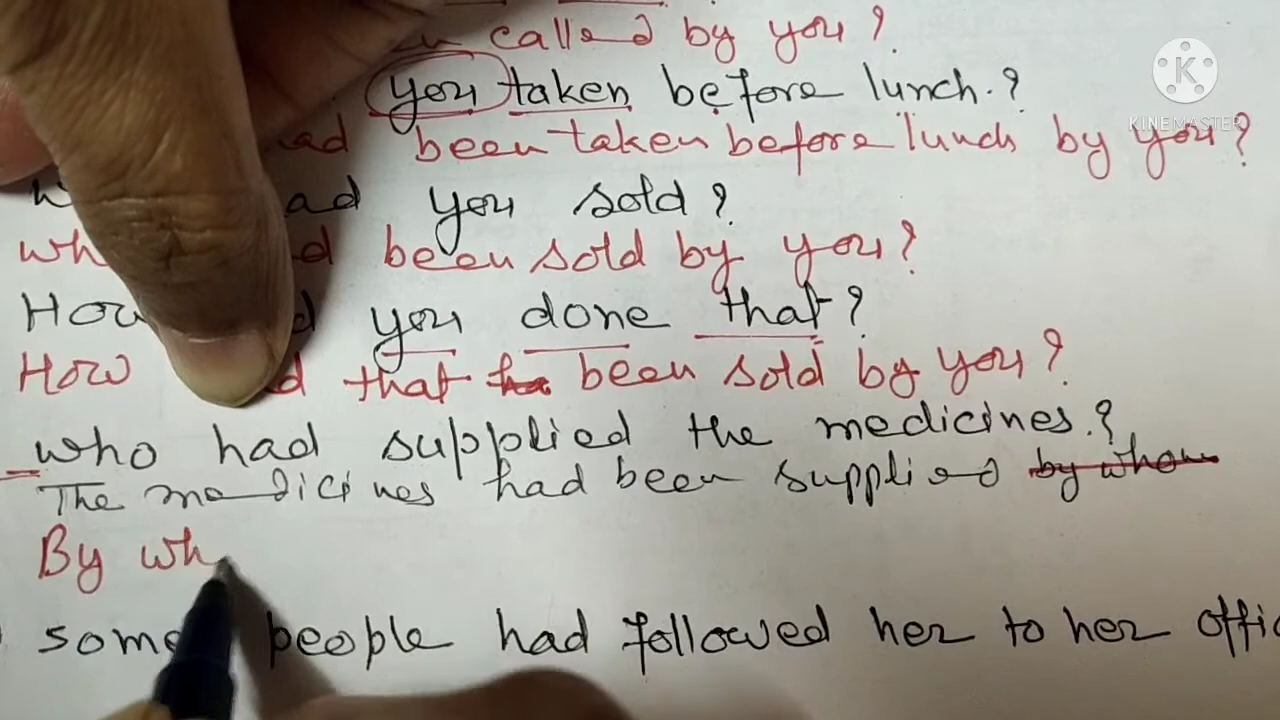 called by you?
you taken before lunch.?
been taken before lunch by you?
you sold?
been sold by you?
you done that?
How that been sold by you?
who had supplied the medicines.?
The medicines had been supplied by whom
By wh
some people had followed her to her offic
K
KINEMASTER